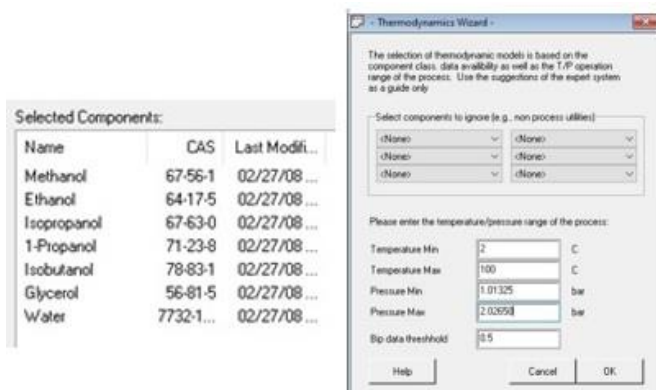 Selected Components:
Name CAS Last Modifi...
Methanol 67-56-1 02/27/08 ...
Ethanol 64-17-5 02/27/08 ...
Isopropanol 67-63-0 02/27/08 ...
1-Propanol 71-23-8 02/27/08 ...
Isobutanol 78-83-1 02/27/08 ...
Glycerol 56-81-5 02/27/08 ...
Water 7732-1... 02/27/08 ...
- Thermodynamics Wizard -
The selection of thermodynamic models is based on the
component class, data availiblity as well as the T/P operation
range of the process. Use the suggestions of the expert system
as a guide only
Select components to ignore (e.g., non process utilities)
<None> <None>
<None> <None>
<None> <None>
Please enter the temperature/pressure range of the process:
Temperature Min 2 C
Temperature Max 100 C
Pressure Min 1.01325 bar
Pressure Max 2.02650 bar
Bip data threshhold 0.5
Help Cancel OK